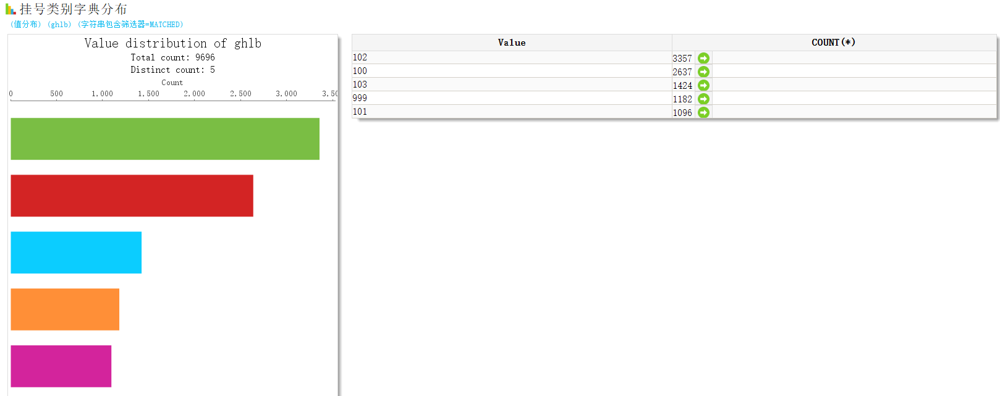 挂号类别字典分布
(值分布) (ghlb) (字符串包含筛选器=MATCHED)
Value distribution of ghlb
Total count: 9696
Distinct count: 5
Count
0 500 1,000 1,500 2,000 2,500 3,000 3,50
Value COUNT(*)
102 3357
100 2637
103 1424
999 1182
101 1096